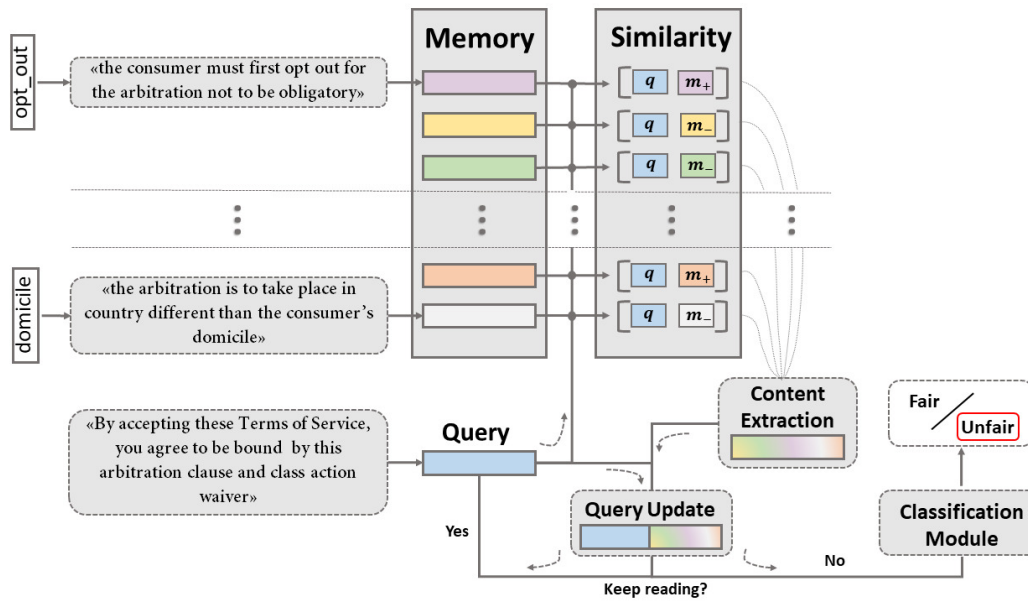 Memory
Similarity
opt_out
«the consumer must first opt out for
the arbitration not to be obligatory»
q m+
q m−
q m−
domicile
«the arbitration is to take place in
country different than the consumer's
domicile»
q m+
q m−
Content
Extraction
Fair
Unfair
«By accepting these Terms of Service,
you agree to be bound by this
arbitration clause and class action
waiver»
Query
Query Update
Classification
Module
Yes
No
Keep reading?